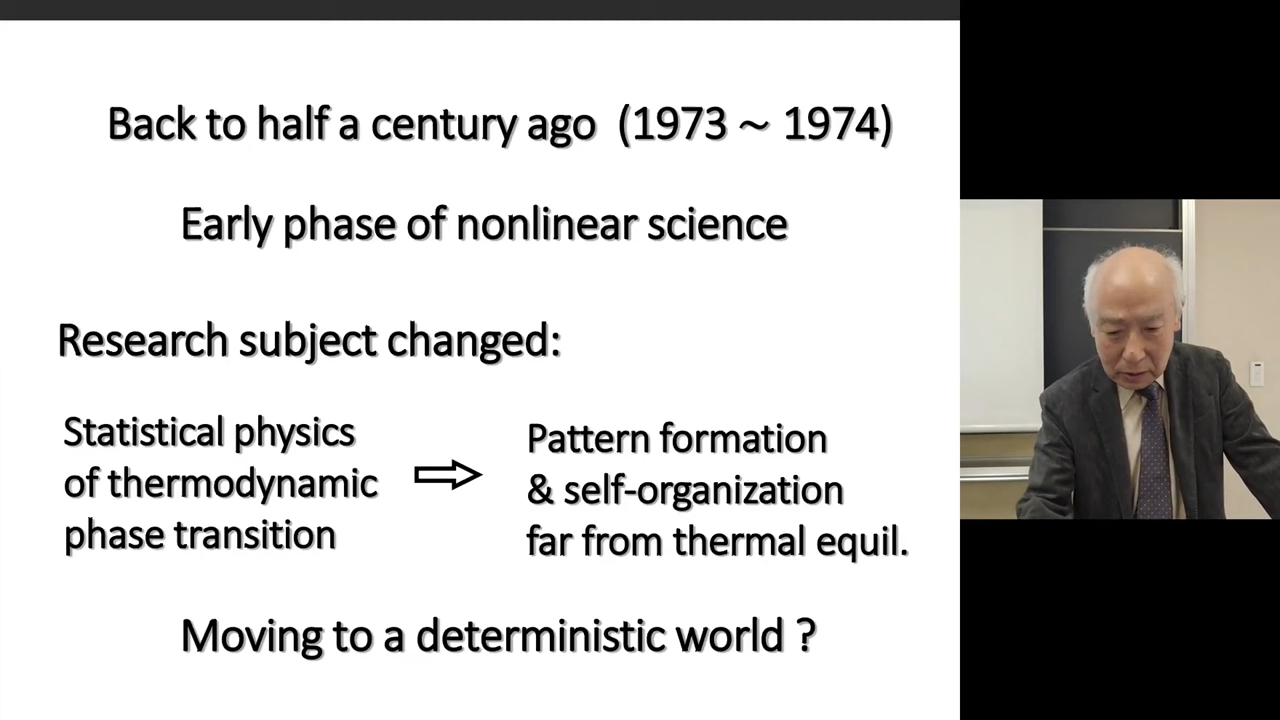 Back to half a century ago (1973 ~ 1974)
Early phase of nonlinear science
Research subject changed:
Statistical physics
of thermodynamic
phase transition
Pattern formation
& self-organization
far from thermal equil.
Moving to a deterministic world ?